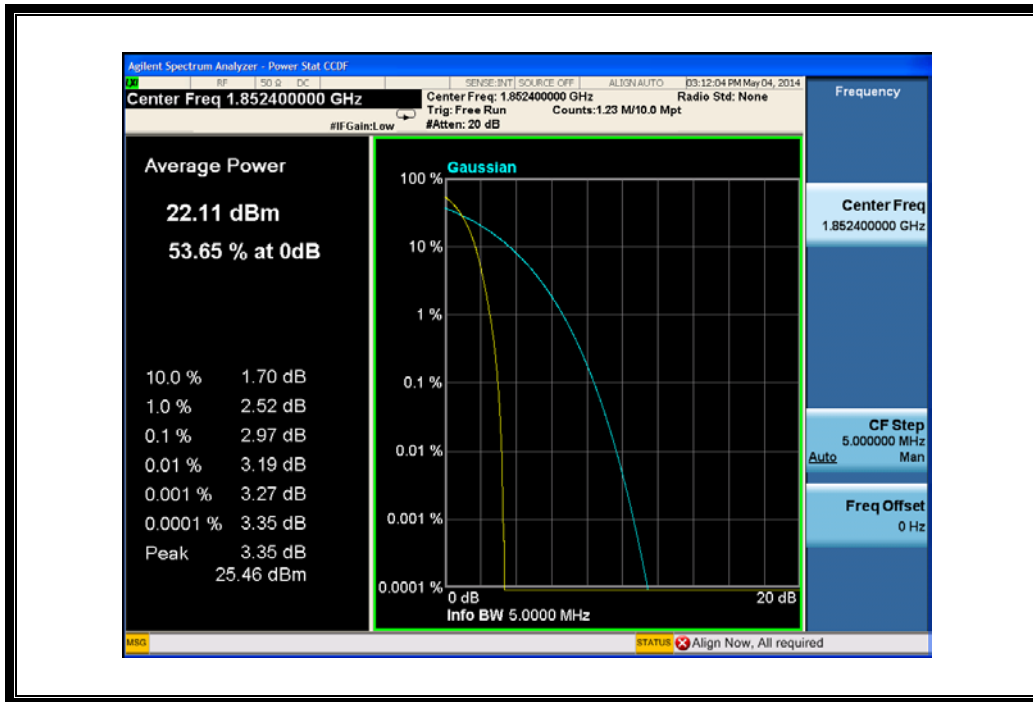 Agilent Spectrum Analyzer - Power Stat CCDF
LXI RF 50 Ω DC SENSE:INT SOURCE OFF ALIGN AUTO 03:12:04 PM May 04, 2014
Center Freq 1.852400000 GHz
Center Freq: 1.852400000 GHz Radio Std: None
Trig: Free Run Counts:1.23 M/10.0 Mpt
#IFGain:Low #Atten: 20 dB
Average Power
22.11 dBm
53.65 % at 0dB
10.0 % 1.70 dB
1.0 % 2.52 dB
0.1 % 2.97 dB
0.01 % 3.19 dB
0.001 % 3.27 dB
0.0001 % 3.35 dB
Peak 3.35 dB
25.46 dBm
Gaussian
100 %
10 %
1 %
0.1 %
0.01 %
0.001 %
0.0001 %
0 dB 20 dB
Info BW 5.0000 MHz
Frequency
Center Freq
1.852400000 GHz
CF Step
5.000000 MHz
Auto Man
Freq Offset
0 Hz
MSG STATUS Align Now, All required